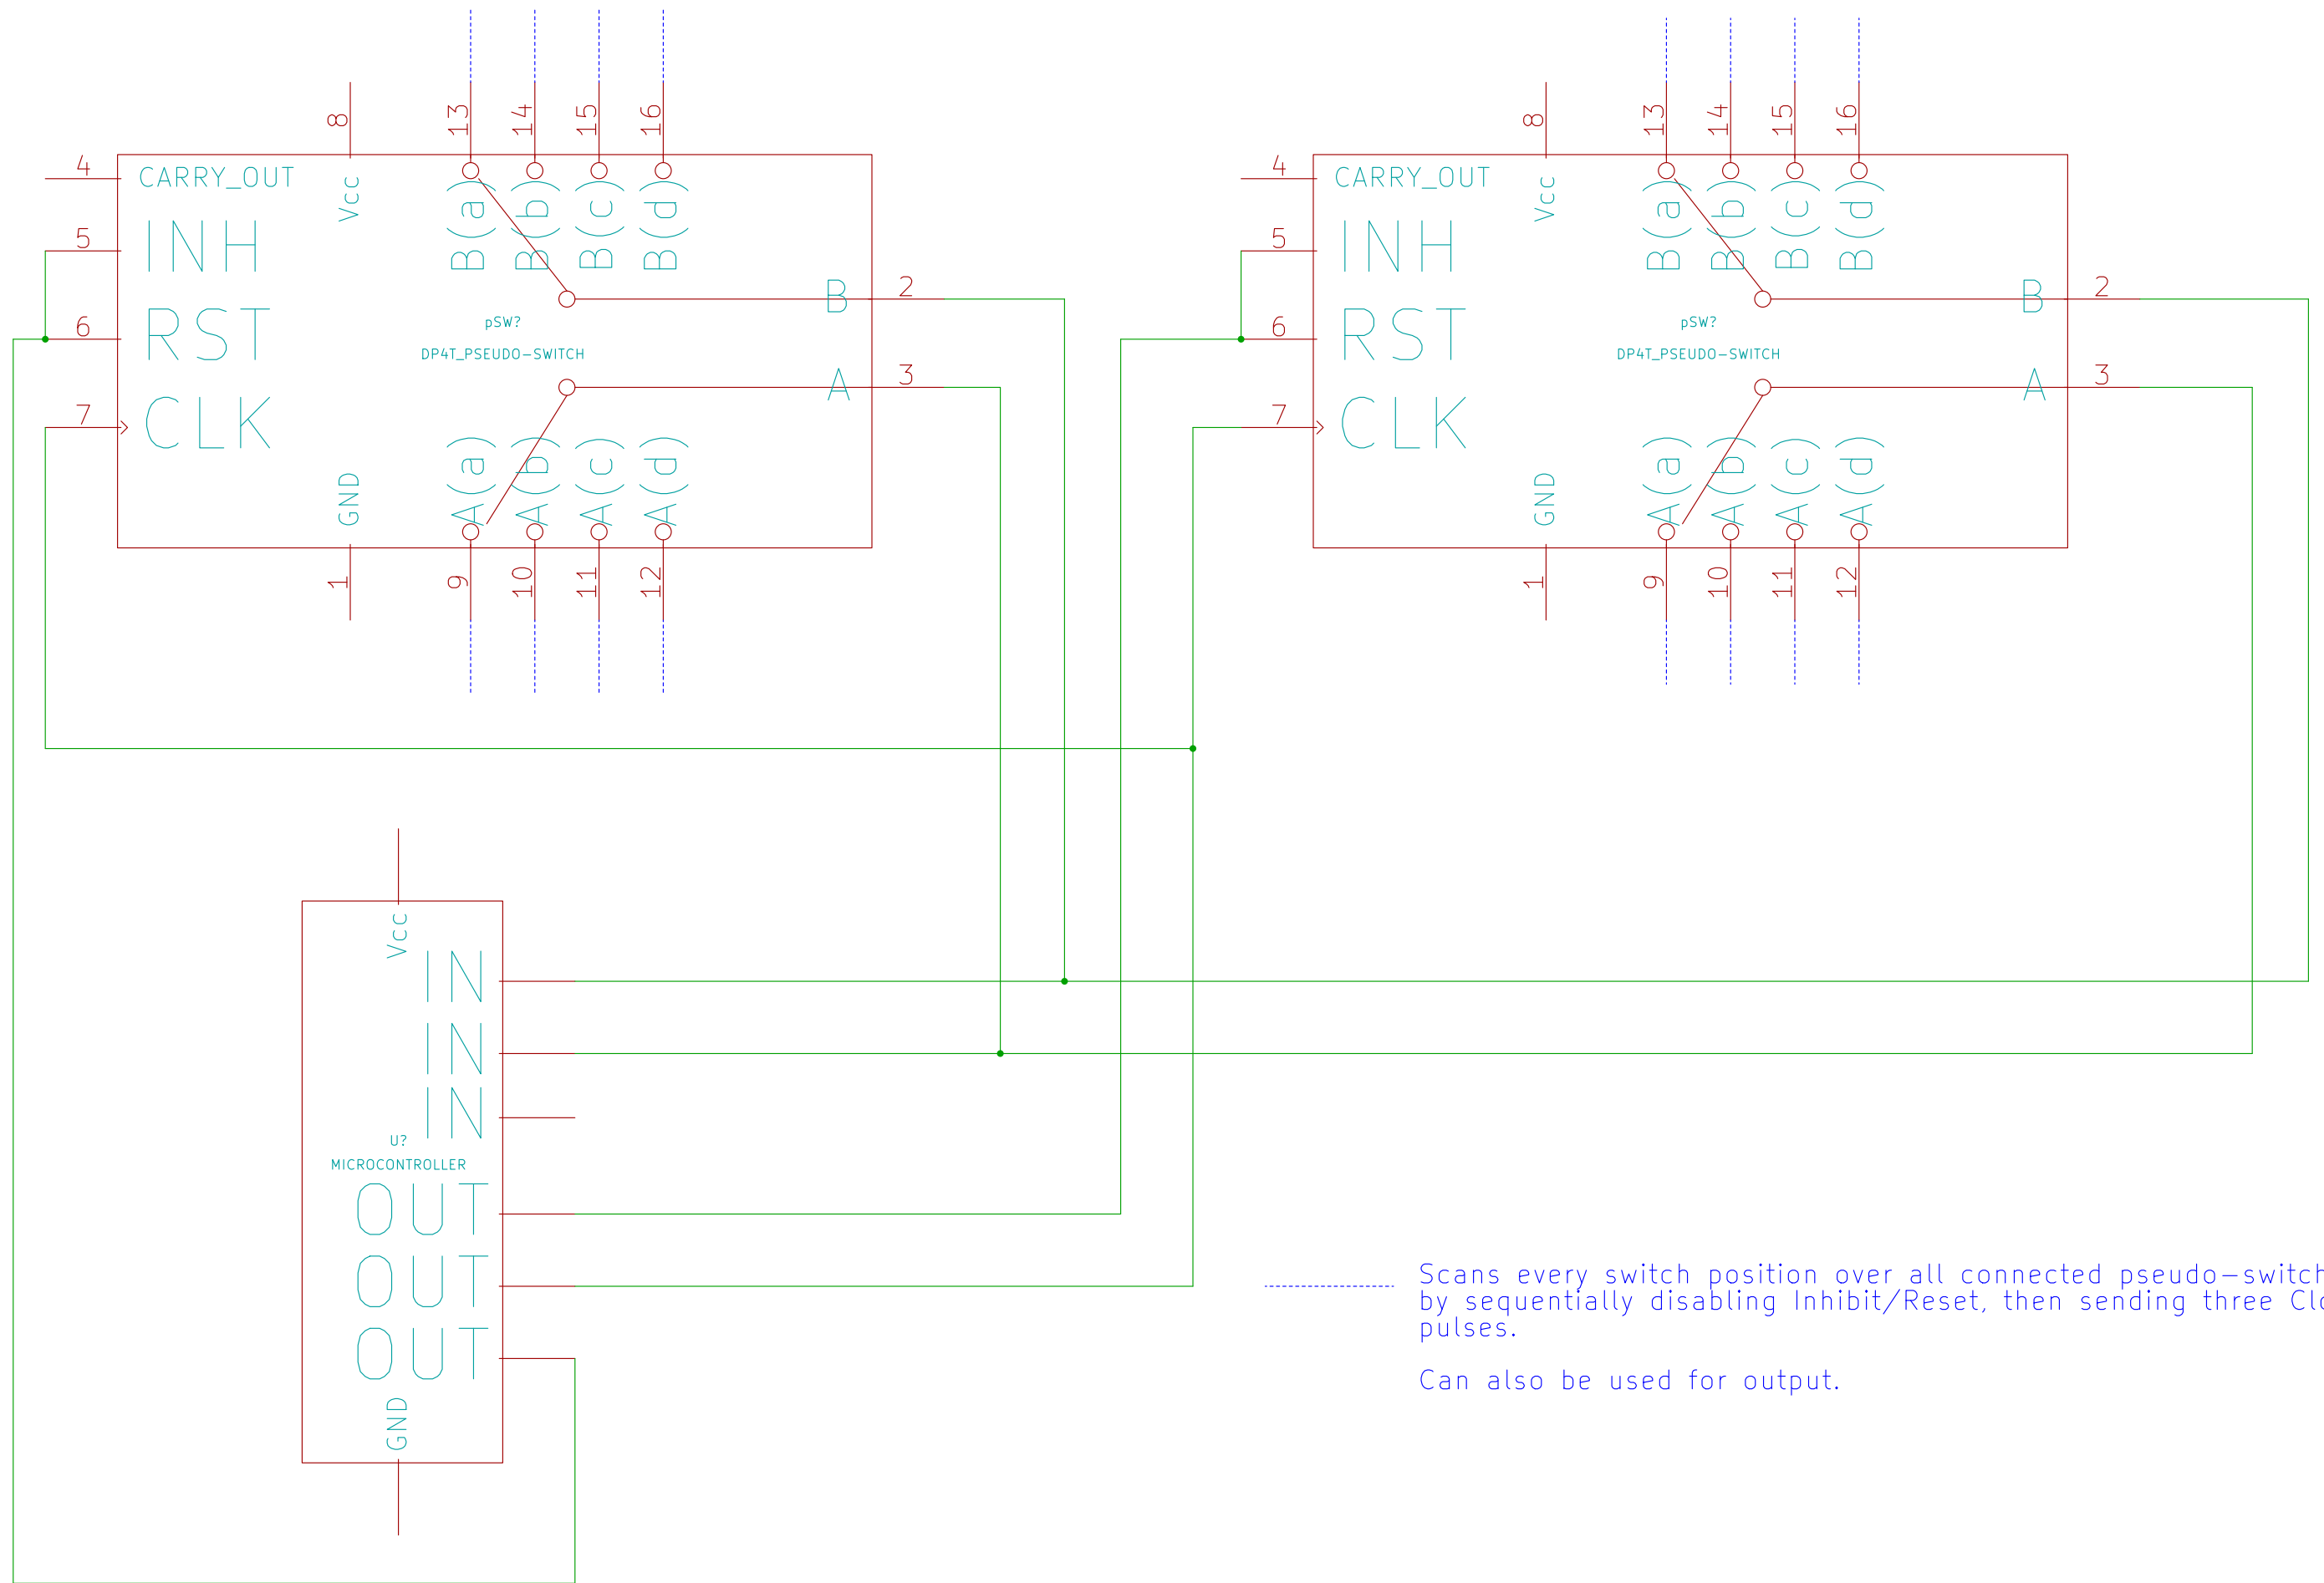 13 14 15 16
8
4 CARRY_OUT
Vcc
B(a) B(b) B(c) B(d)
5 INH
B 2
6 RST
pSW?
DP4T_PSEUDO-SWITCH
A 3
7 CLK
GND
A(a) A(b) A(c) A(d)
1
9 10 11 12
13 14 15 16
8
4 CARRY_OUT
Vcc
B(a) B(b) B(c) B(d)
5 INH
B 2
6 RST
pSW?
DP4T_PSEUDO-SWITCH
A 3
7 CLK
GND
A(a) A(b) A(c) A(d)
1
9 10 11 12
Vcc
IN
IN
IN
U?
MICROCONTROLLER
OUT
OUT
OUT
GND
Scans every switch position over all connected pseudo-switch
by sequentially disabling Inhibit/Reset, then sending three Clo
pulses.
Can also be used for output.